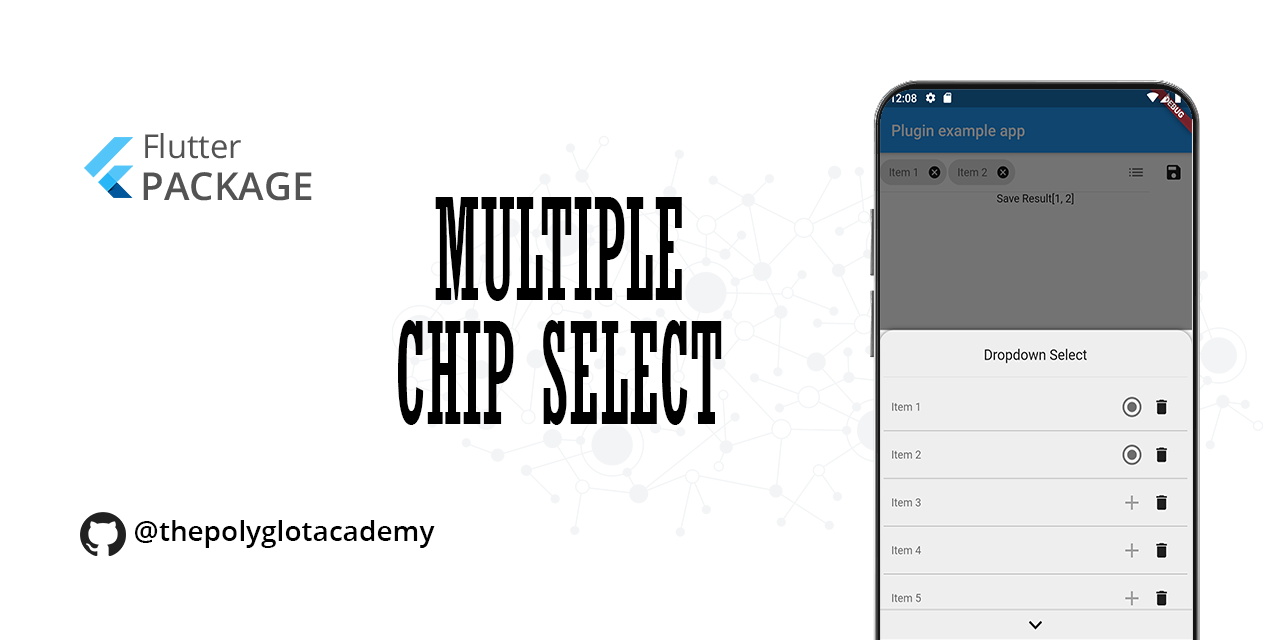 Flutter
PACKAGE
MULTIPLE
CHIP SELECT
@thepolyglotacademy
12:08
DEBUG
Plugin example app
Item 1
Item 2
Save Result[1, 2]
Dropdown Select
Item 1
Item 2
Item 3
Item 4
Item 5